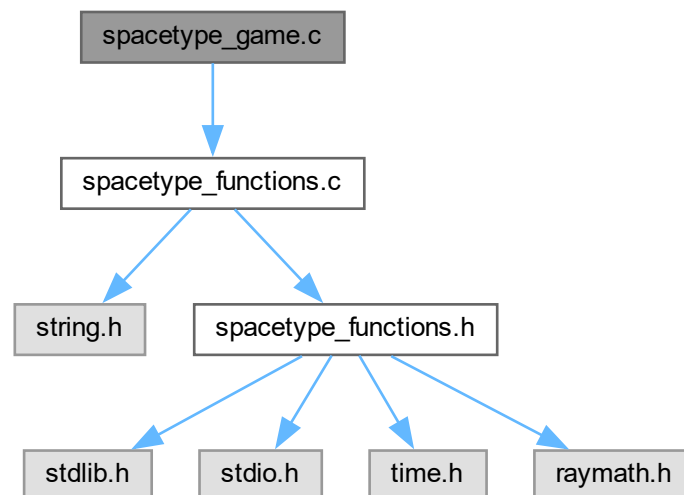 spacetype_game.c
spacetype_functions.c
string.h
spacetype_functions.h
stdlib.h
stdio.h
time.h
raymath.h